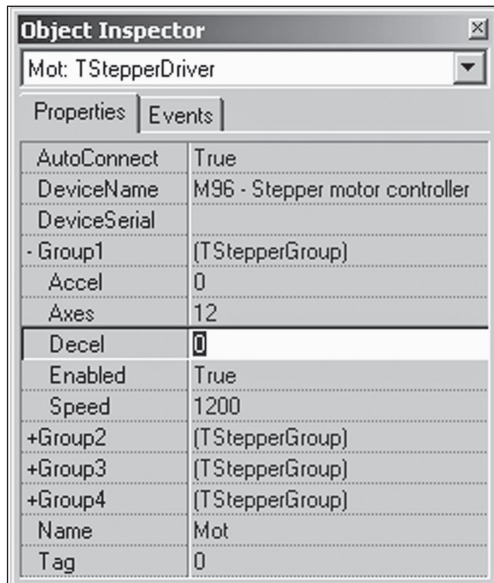 Object Inspector
Mot: TStepperDriver
Properties Events
AutoConnect True
DeviceName M96 - Stepper motor controller
DeviceSerial
- Group1 (TStepperGroup)
Accel 0
Axes 12
Decel 0
Enabled True
Speed 1200
+Group2 (TStepperGroup)
+Group3 (TStepperGroup)
+Group4 (TStepperGroup)
Name Mot
Tag 0